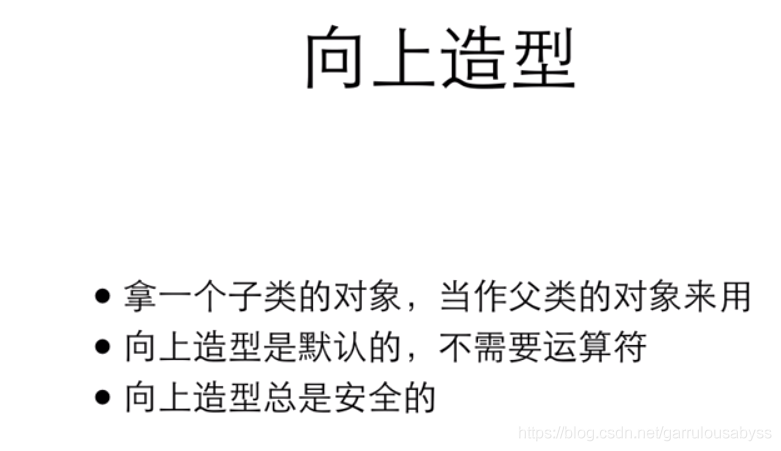 向上造型
• 拿一个子类的对象，当作父类的对象来用
• 向上造型是默认的，不需要运算符
• 向上造型总是安全的
https://blog.csdn.net/garrulousabyss